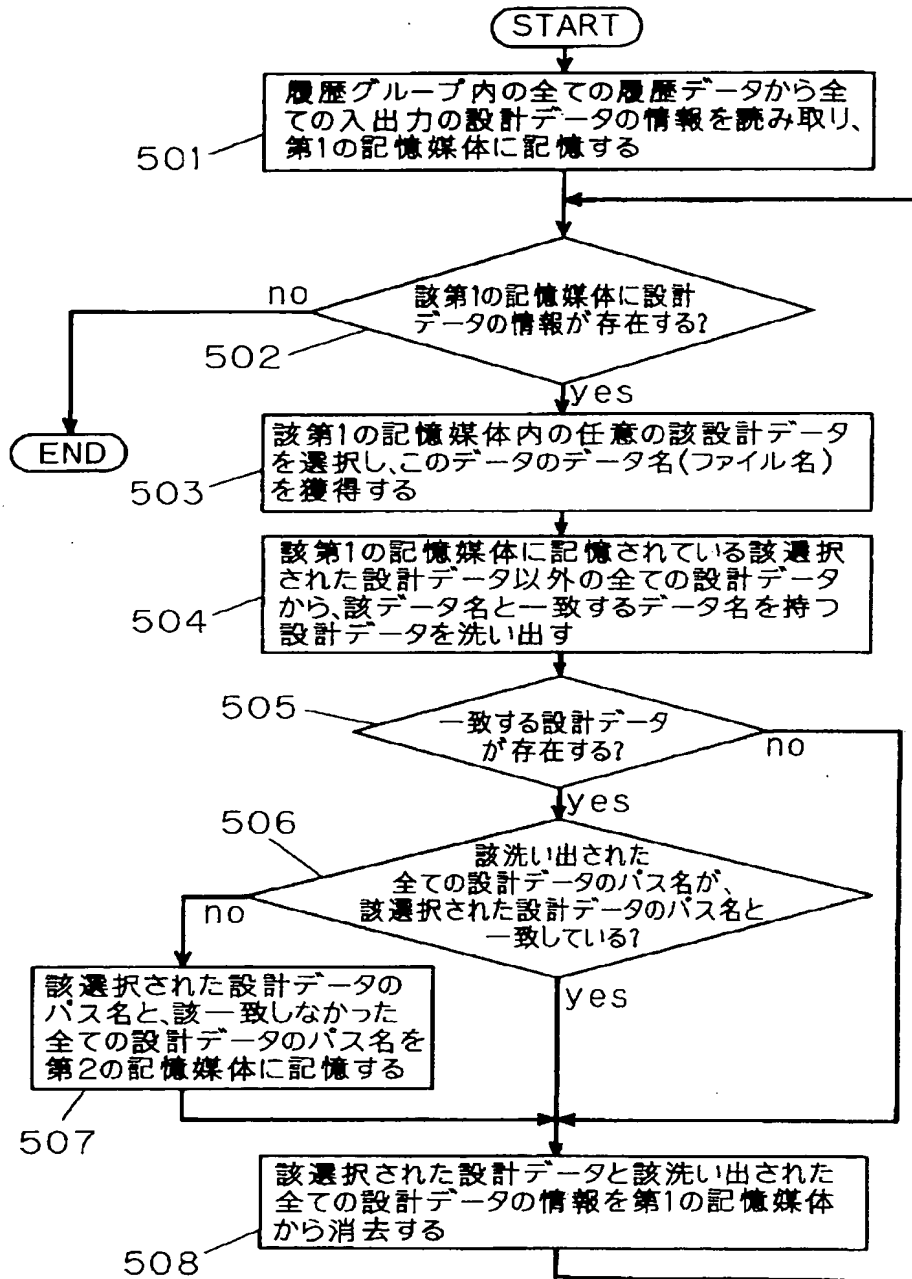 START
履歴グループ内の全ての履歴データから全
ての入出力の設計データの情報を読み取り、
第1の記憶媒体に記憶する
501
no
該第1の記憶媒体に設計
データの情報が存在する?
502
yes
END
該第1の記憶媒体内の任意の該設計データ
を選択し、このデータのデータ名(ファイル名)
を獲得する
503
該第1の記憶媒体に記憶されている該選択
された設計データ以外の全ての設計データ
から、該データ名と一致するデータ名を持つ
設計データを洗い出す
504
505
一致する設計データ
が存在する?
no
yes
506
該洗い出された
全ての設計データのパス名が、
該選択された設計データのパス名と
一致している?
no
yes
該選択された設計データの
パス名と、該一致しなかった
全ての設計データのパス名を
第2の記憶媒体に記憶する
507
該選択された設計データと該洗い出された
全ての設計データの情報を第1の記憶媒体
から消去する
508